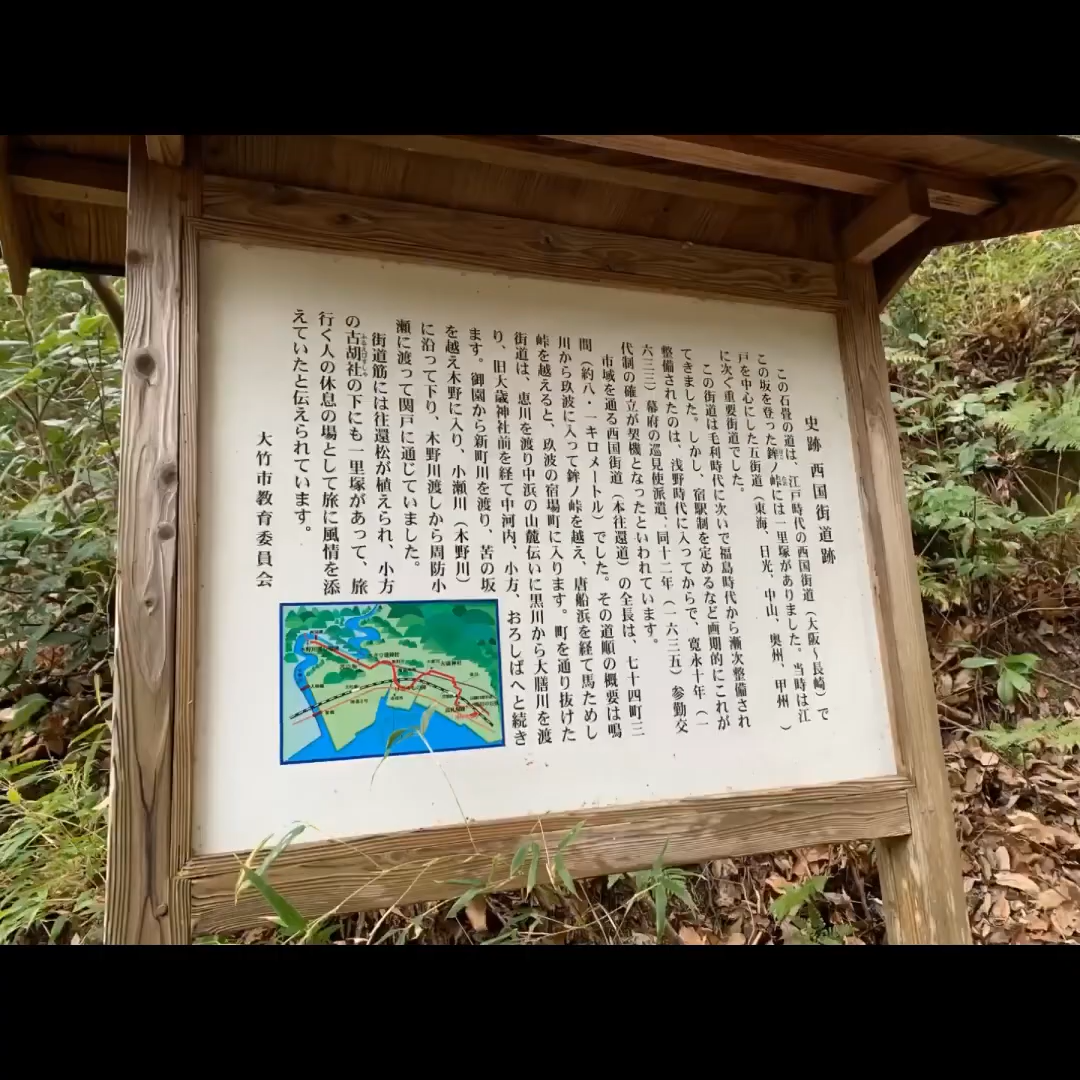 史跡 西国街道跡
この石畳の道は、江戸時代の西国街道（大阪～長崎）で
この坂を登った鉾ノ峠には一里塚がありました。当時は江
戸を中心にした五街道（東海、日光、中山、奥州、甲州）
に次ぐ重要街道でした。
この街道は毛利時代に次いで福島時代から漸次整備され
てきました。しかし、宿駅制を定めるなど画期的にこれが
整備されたのは、浅野時代に入ってからで、寛永十年（一
六三三）幕府の巡見使派遣、同十二年（一六三五）参勤交
代制の確立が契機となったといわれています。
市域を通る西国街道（本往還道）の全長は、七十四町三
間（約八・一キロメートル）でした。その道順の概要は鳴
川から玖波に入って鉾ノ峠を越え、唐船浜を経て馬ためし
峠を越えると、玖波の宿場町に入ります。町を通り抜けた
街道は、恵川を渡り中浜の山麓伝いに黒川から大膳川を渡
り、旧大歳神社前を経て中河内、小方、おろしばへと続き
ます。御園から新町川を渡り、苦の坂
を越え木野に入り、小瀬川（木野川）
に沿って下り、木野川渡しから周防小
瀬に渡って関戸に通じていました。
街道筋には往還松が植えられ、小方
の古胡社の下にも一里塚があって、旅
行く人の休息の場として旅に風情を添
えていたと伝えられています。
大竹市教育委員会